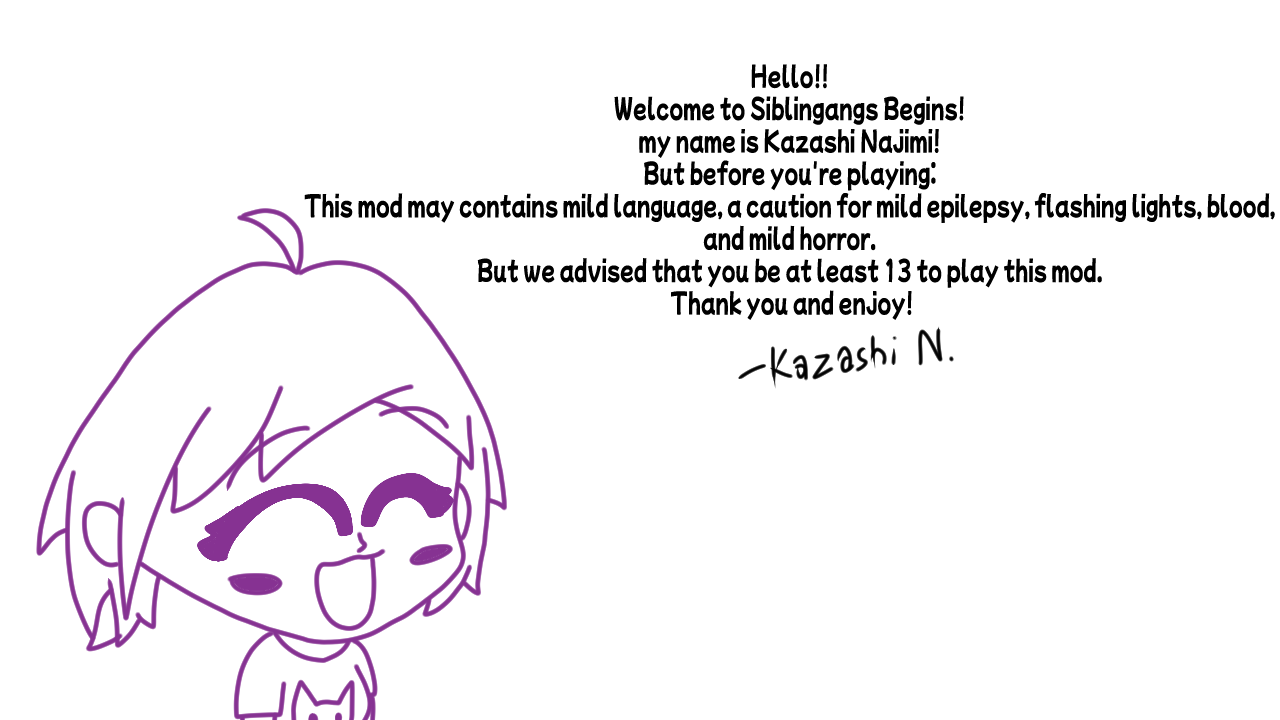 Hello!!
Welcome to Siblingangs Begins!
my name is Kazashi Najimi!
But before you're playing:
This mod may contains mild language, a caution for mild epilepsy, flashing lights, blood,
and mild horror.
But we advised that you be at least 13 to play this mod.
Thank you and enjoy!
-Kazashi N.